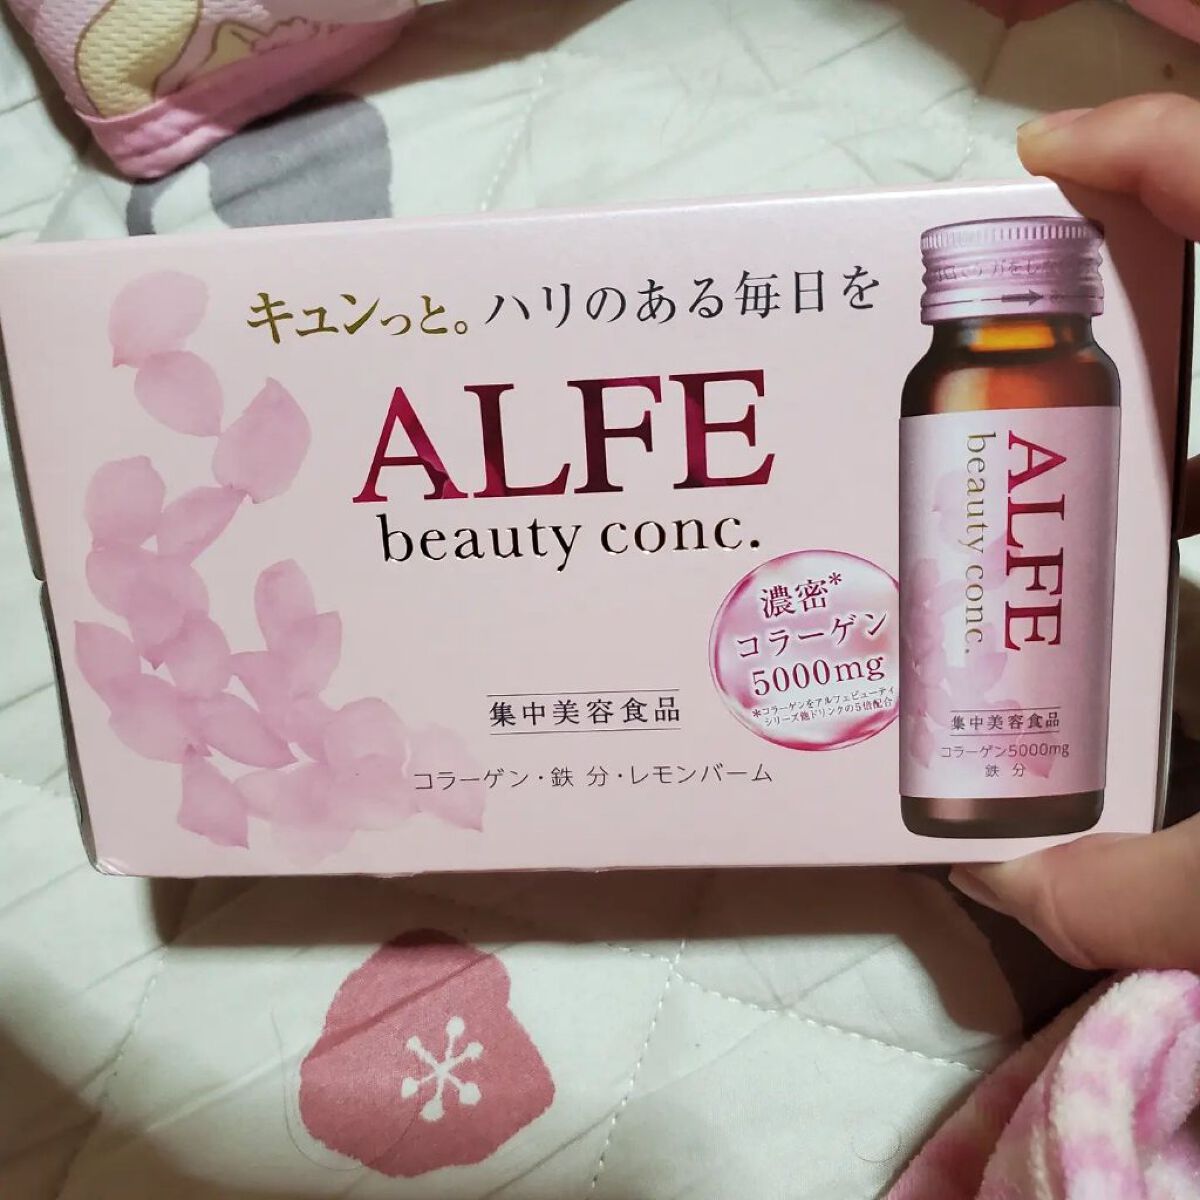 キュンっと。ハリのある毎日を
ALFE
beauty conc.
濃密*
コラーゲン
5000mg
*コラーゲンをアルフェビューティ
シリーズ他ドリンクの5倍配合
集中美容食品
コラーゲン・鉄 分・レモンバーム
ALFE
beauty conc.
集中美容食品
コラーゲン5000mg
鉄 分